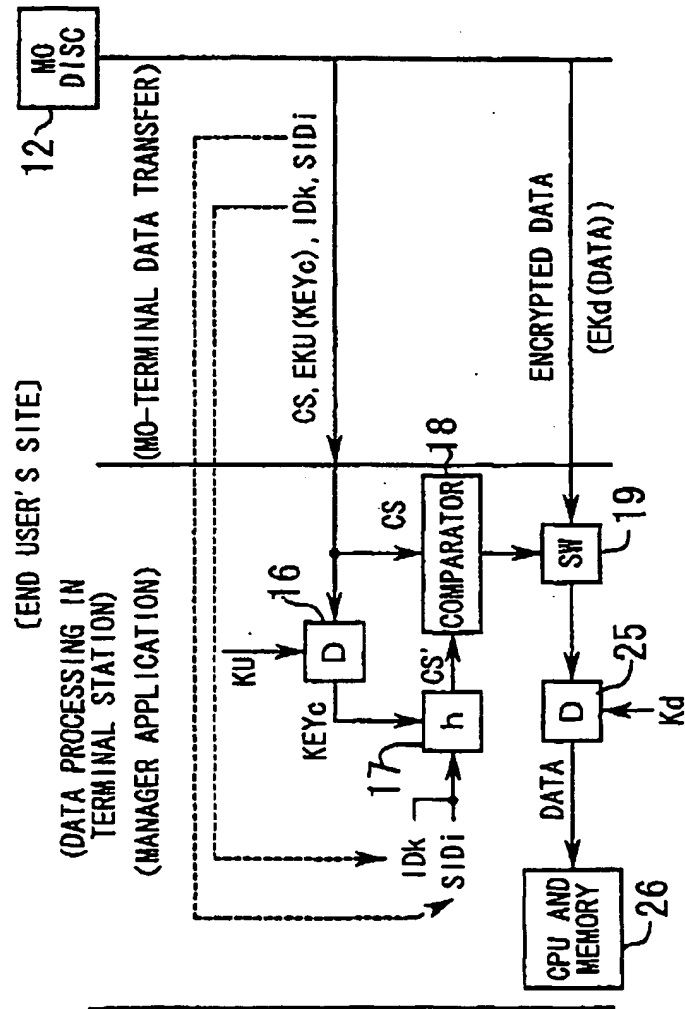 (END USER'S SITE)
(DATA PROCESSING IN
TERMINAL STATION)
(MANAGER APPLICATION)
(MO-TERMINAL DATA TRANSFER)
12
MO
DISC
IDk
SIDi
CS, EKU(KEYc), IDk, SIDi
KU
16
D
KEYc
17
h
CS
CS'
18
COMPARATOR
ENCRYPTED DATA
(EKd(DATA))
SW
19
D
25
Kd
DATA
CPU AND
MEMORY
26